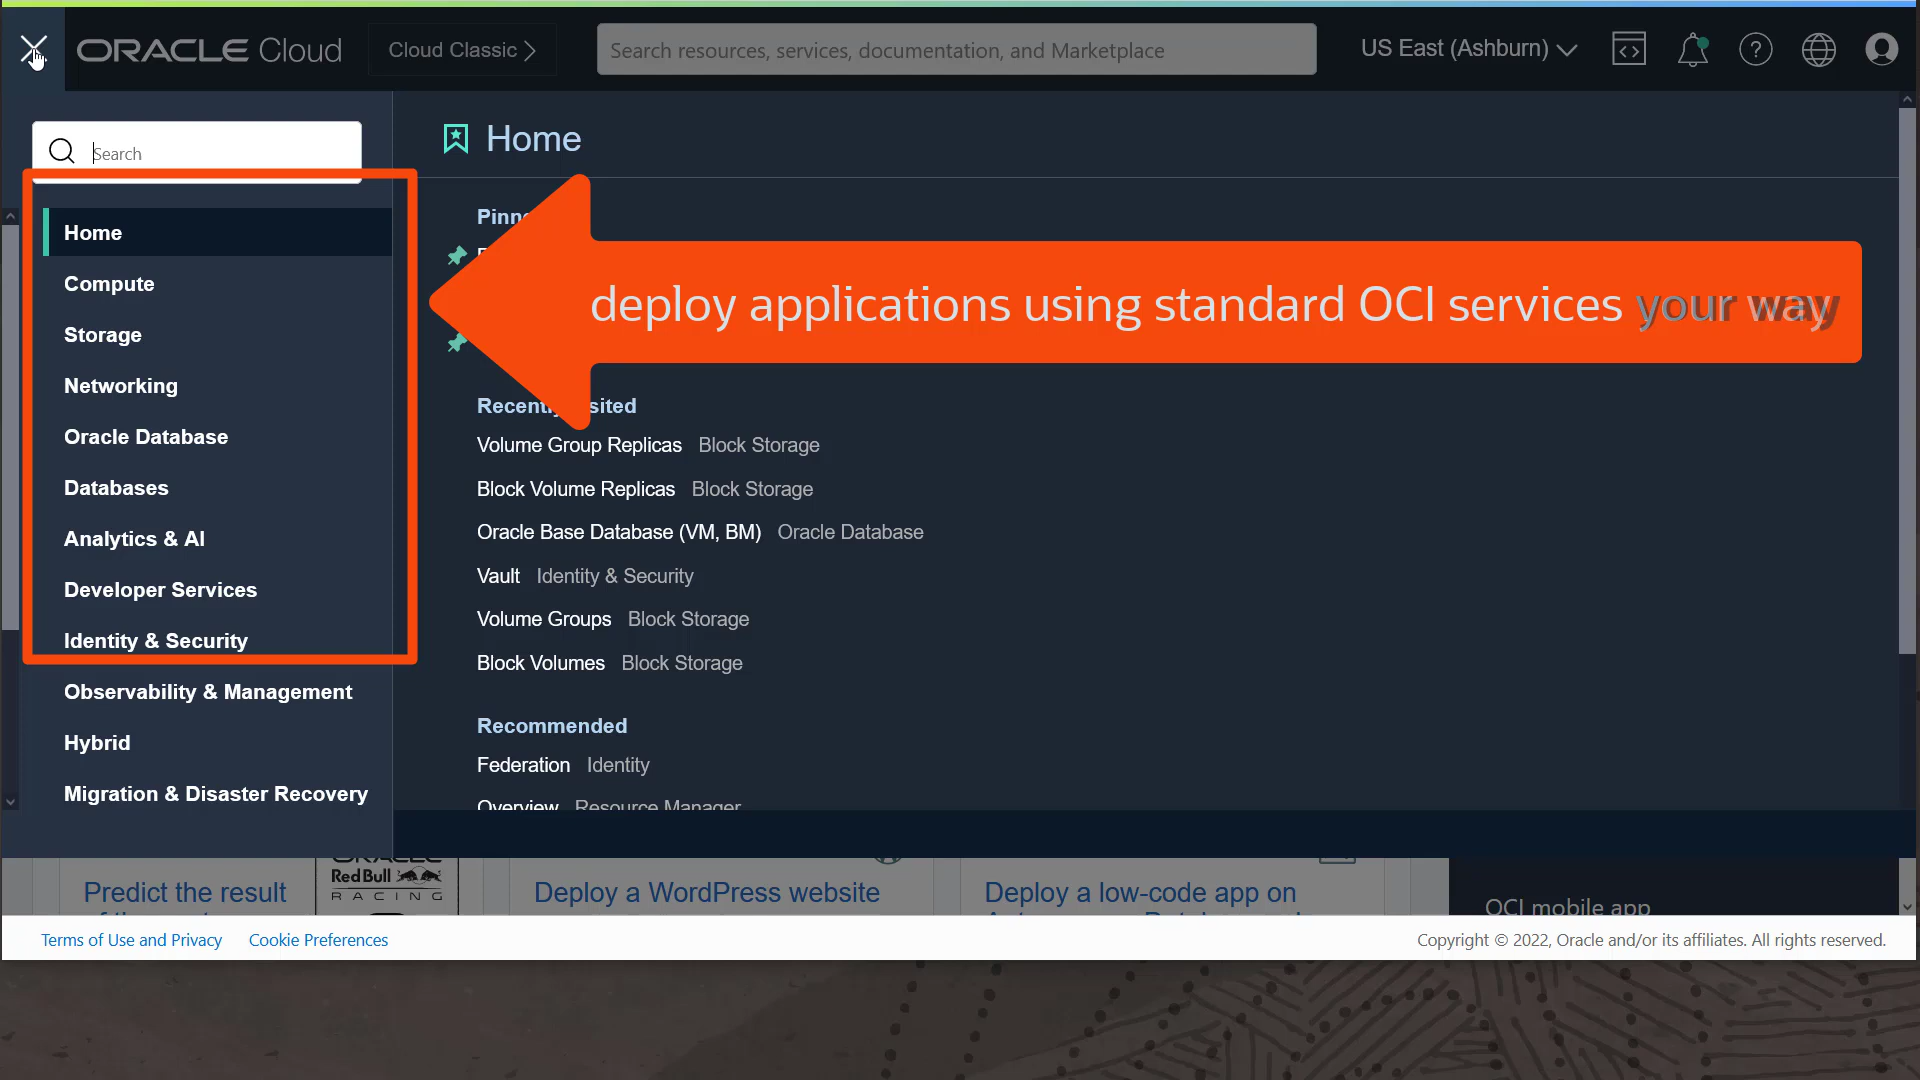 ORACLE Cloud
Cloud Classic
Search resources, services, documentation, and Marketplace
US East (Ashburn)
Search
Home
Compute
Storage
Networking
Oracle Database
Databases
Analytics & AI
Developer Services
Identity & Security
Observability & Management
Hybrid
Migration & Disaster Recovery
Home
deploy applications using standard OCI services your way
Volume Group Replicas Block Storage
Block Volume Replicas Block Storage
Oracle Base Database (VM, BM) Oracle Database
Vault Identity & Security
Volume Groups Block Storage
Block Volumes Block Storage
Recommended
Federation Identity
Overview Resource Manager
Predict the result
ORACLE
Red Bull
RACING
Deploy a WordPress website
Deploy a low-code app on
OCI mobile app
Terms of Use and Privacy Cookie Preferences
Copyright © 2022, Oracle and/or its affiliates. All rights reserved.